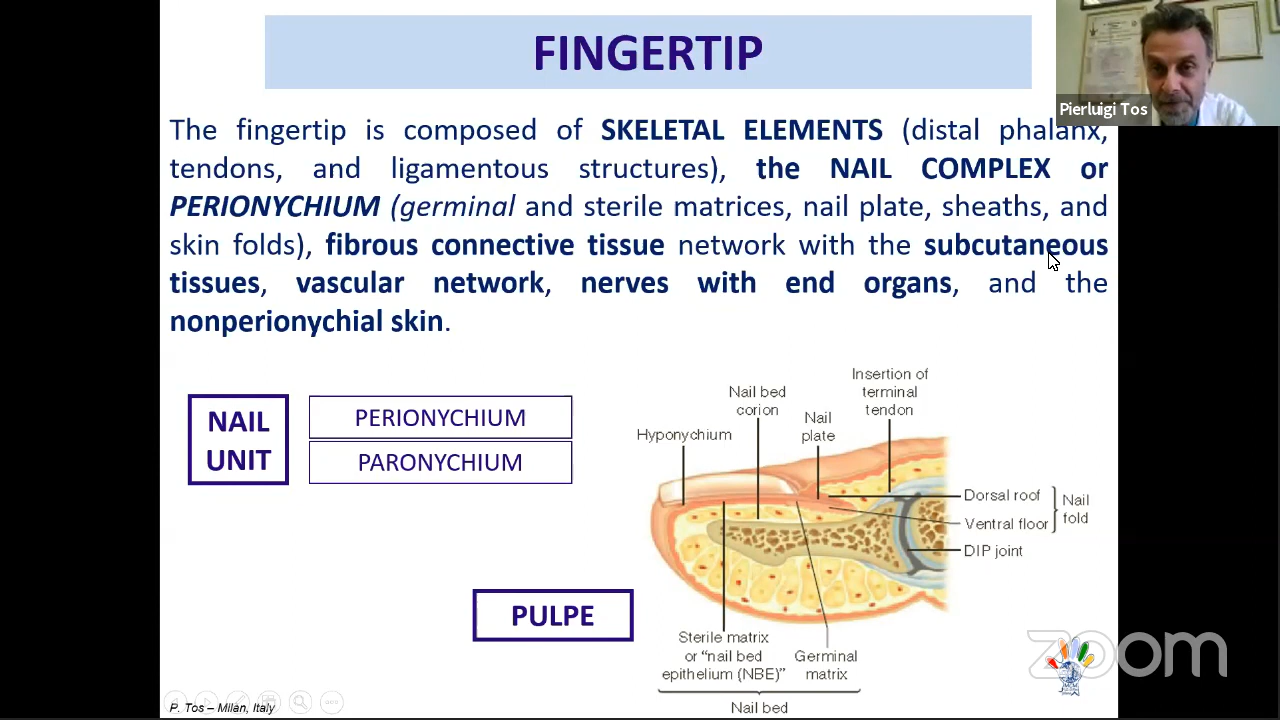 FINGERTIP
Pierluigi Tos
The fingertip is composed of SKELETAL ELEMENTS (distal phalanx,
tendons, and ligamentous structures), the NAIL COMPLEX or
PERIONYCHIUM (germinal and sterile matrices, nail plate, sheaths, and
skin folds), fibrous connective tissue network with the subcutaneous
tissues, vascular network, nerves with end organs, and the
nonperionychial skin.
NAIL
UNIT
PERIONYCHIUM
PARONYCHIUM
PULPE
Insertion of
terminal
tendon
Nail bed
corion
Nail
plate
Hyponychium
Dorsal roof
Ventral floor
Nail
fold
DIP joint
Sterile matrix
or "nail bed
epithelium (NBE)"
Germinal
matrix
Nail bed
zoom
P. Tos – Milan, Italy